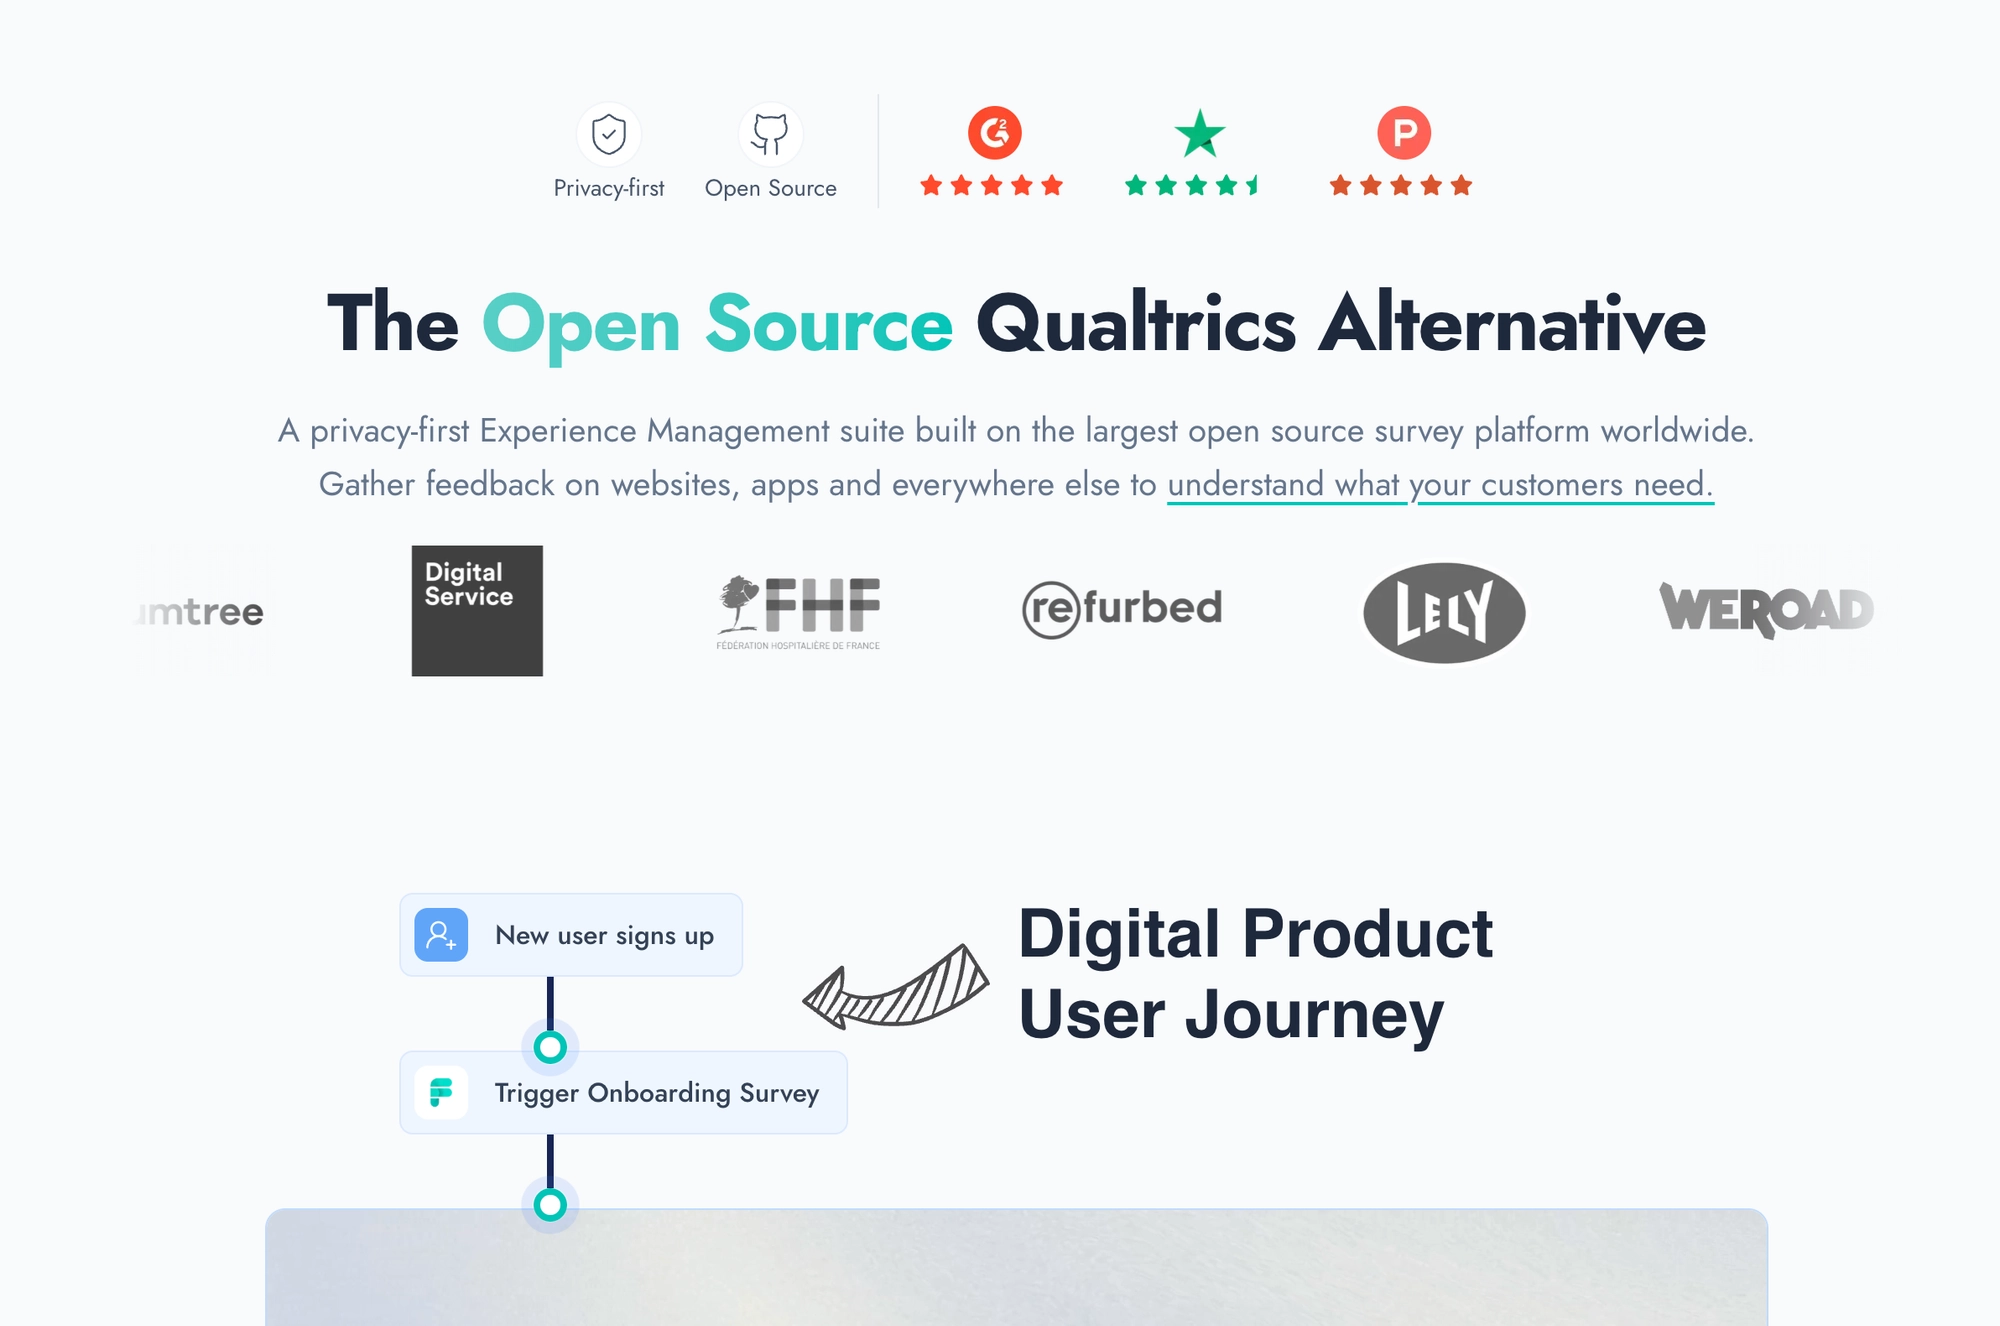 Privacy-first
Open Source
The Open Source Qualtrics Alternative
A privacy-first Experience Management suite built on the largest open source survey platform worldwide.
Gather feedback on websites, apps and everywhere else to understand what your customers need.
Digital
Service
FHF
FÉDÉRATION HOSPITALIÈRE DE FRANCE
refurbed
LELY
WEROAD
New user signs up
Digital Product
User Journey
Trigger Onboarding Survey